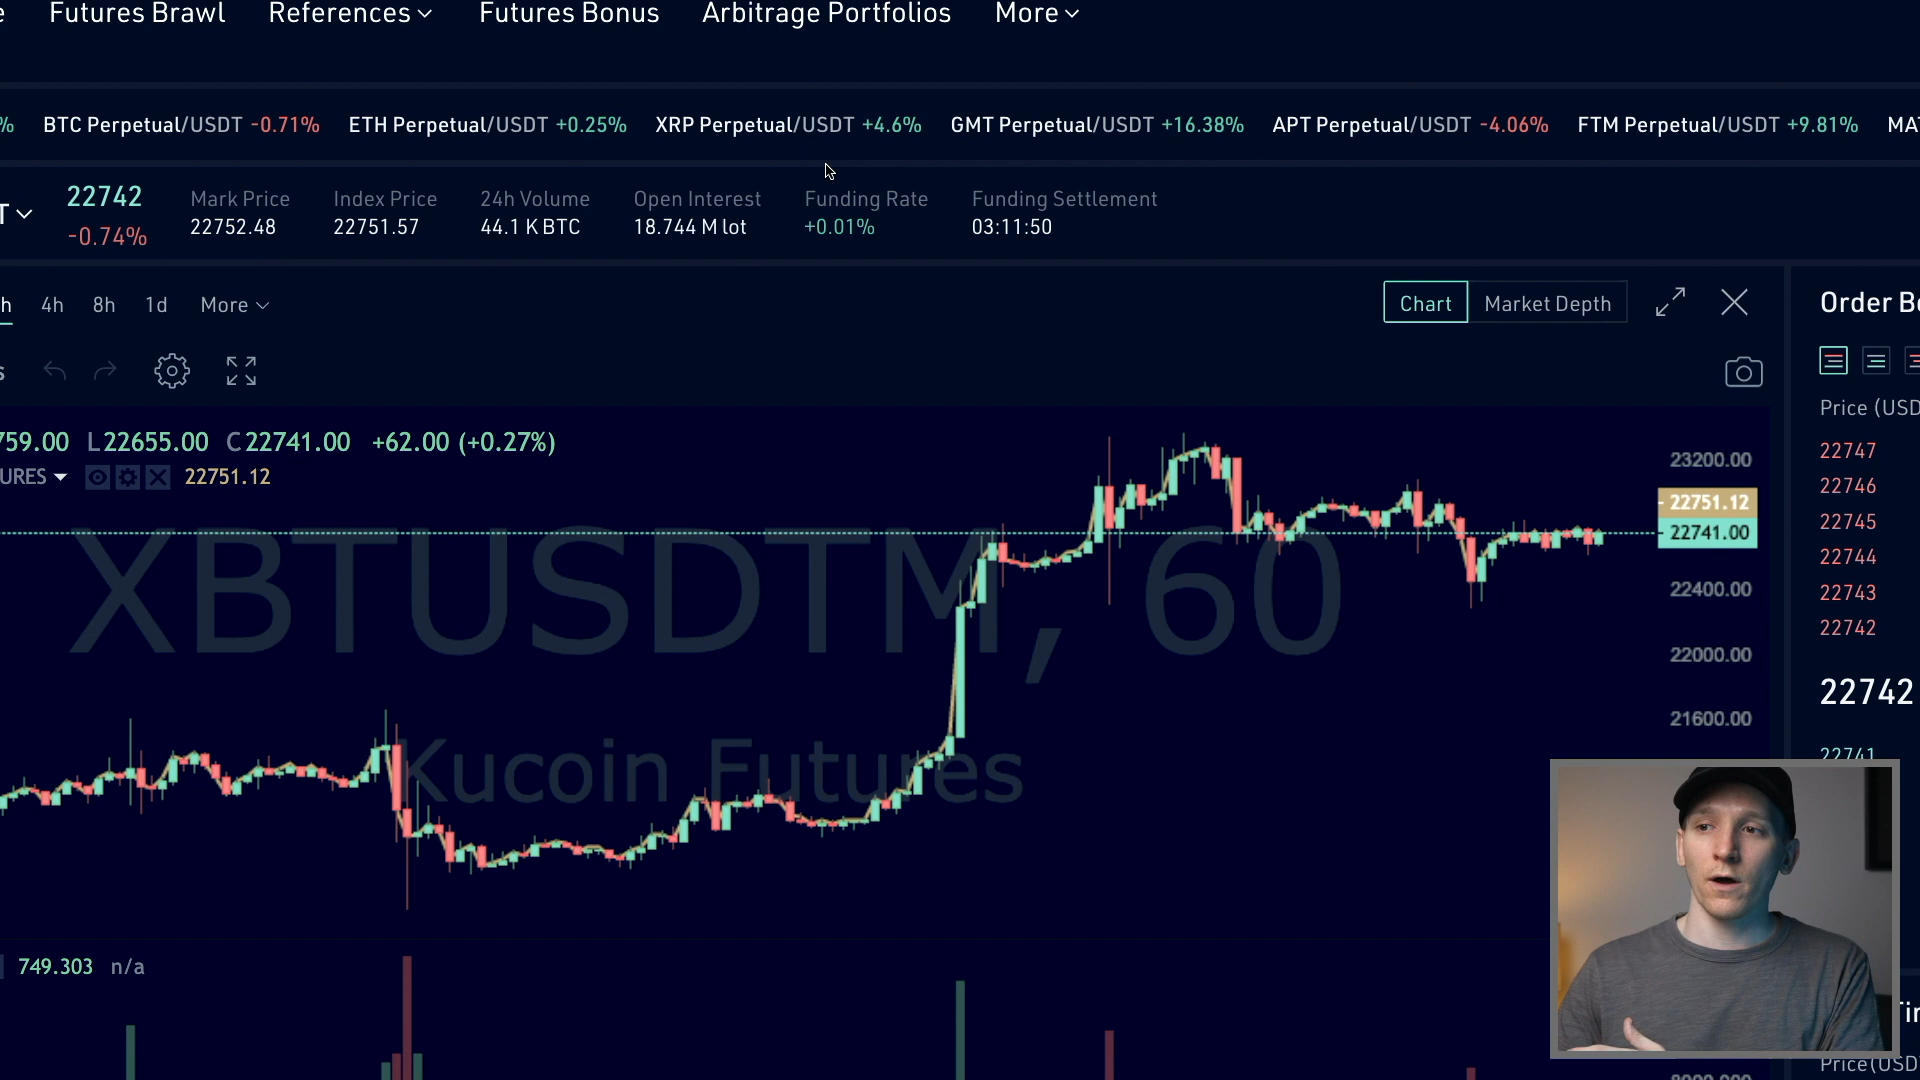 Futures Brawl References Futures Bonus Arbitrage Portfolios More
% BTC Perpetual/USDT -0.71% ETH Perpetual/USDT +0.25% XRP Perpetual/USDT +4.6% GMT Perpetual/USDT +16.38% APT Perpetual/USDT -4.06% FTM Perpetual/USDT +9.81% MA
T 22742 Mark Price Index Price 24h Volume Open Interest Funding Rate Funding Settlement
-0.74% 22752.48 22751.57 44.1 K BTC 18.744 M lot +0.01% 03:11:50
h 4h 8h 1d More Chart Market Depth
Order B
Price (USD
759.00 L22655.00 C22741.00 +62.00 (+0.27%)
URES 22751.12
XBTUSDTM, 60
Kucoin Futures
23200.00
22751.12
22741.00
22400.00
22000.00
21600.00
22747
22746
22745
22744
22743
22742
22742
22741
749.303 n/a
Price(USD